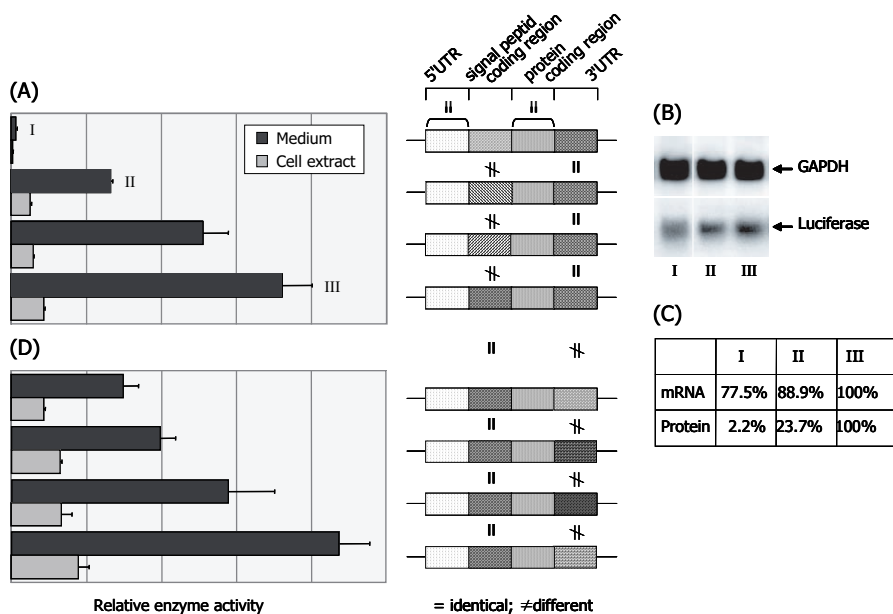 5'UTR
signal peptid
coding region
protein
coding region
3'UTR
(A)
I
II
III
Medium
Cell extract
=
=
≠
=
≠
=
≠
=
(B)
GAPDH
Luciferase
I II III
(C)
I II III
mRNA 77.5% 88.9% 100%
Protein 2.2% 23.7% 100%
(D)
= ≠
= ≠
= ≠
= ≠
Relative enzyme activity
= identical; ≠different